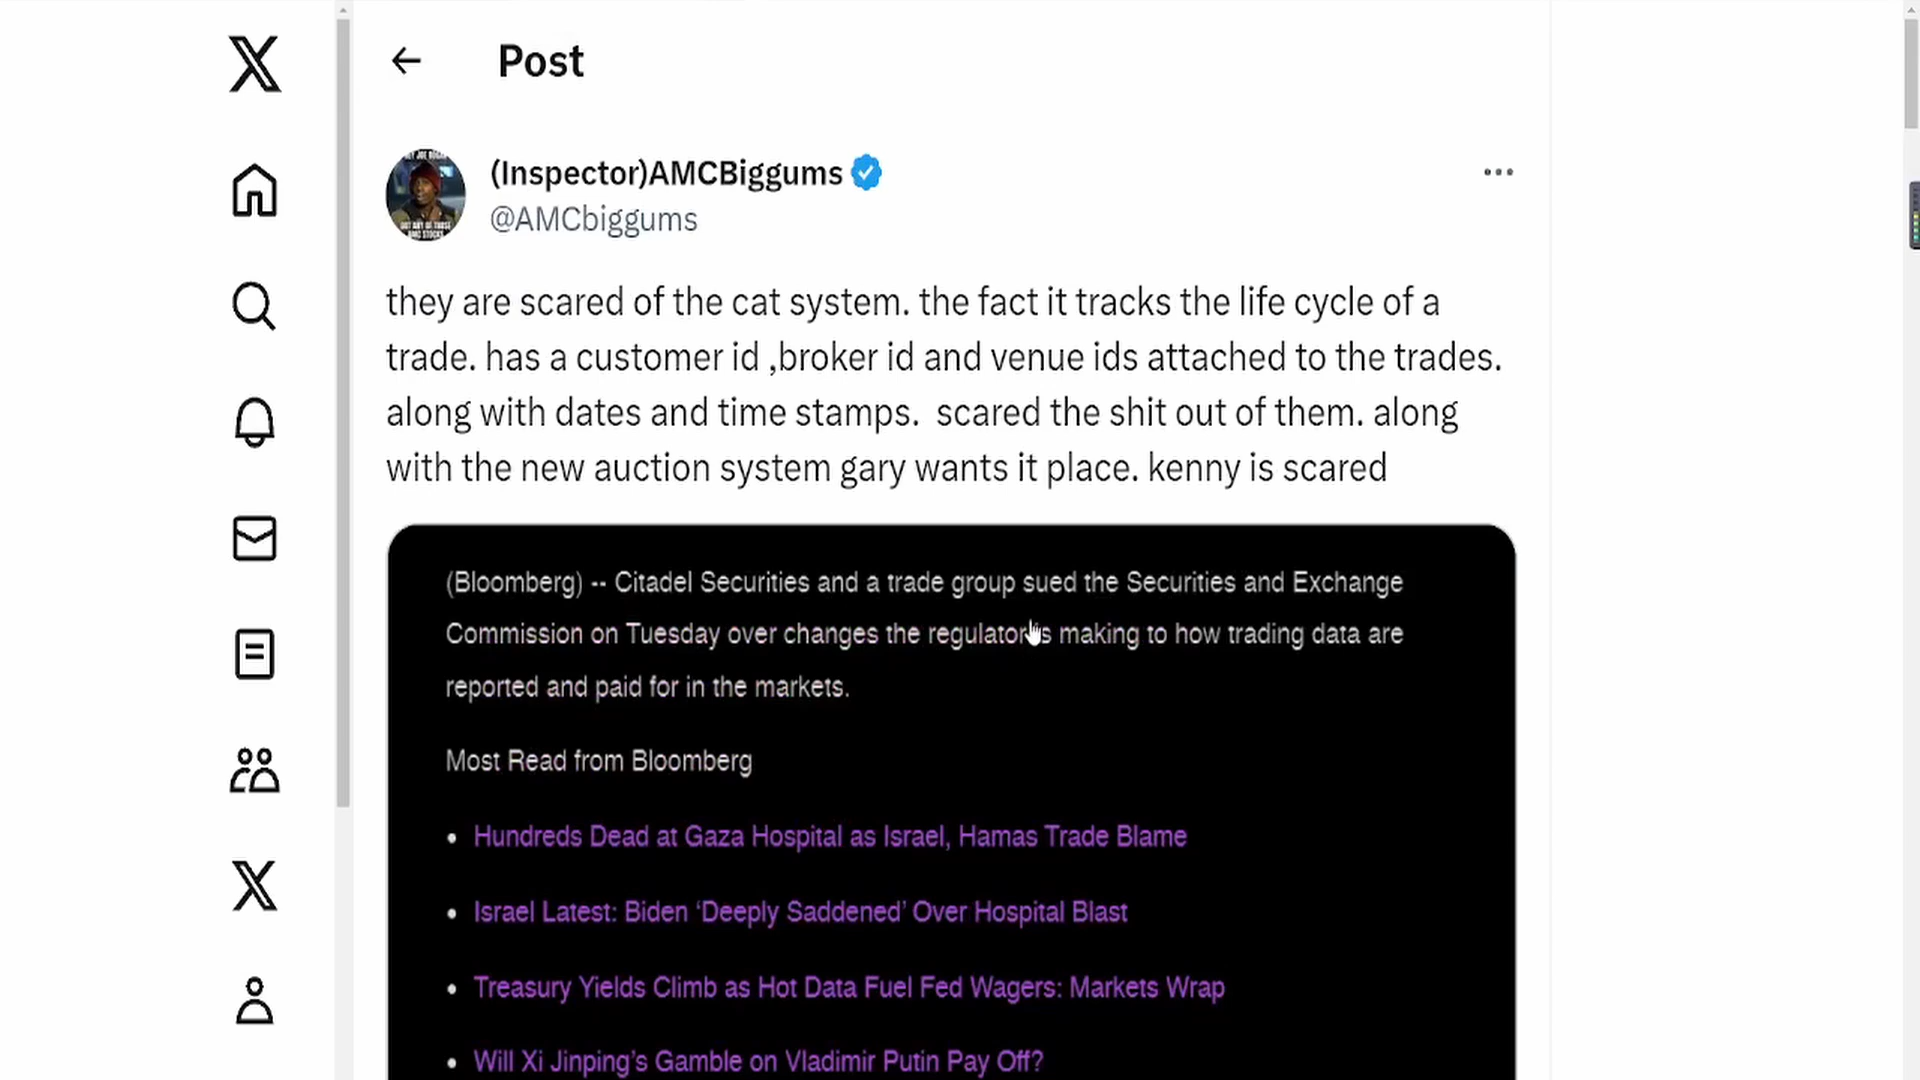 Post
(Inspector)AMCBiggums
@AMCbiggums
they are scared of the cat system. the fact it tracks the life cycle of a
trade. has a customer id ,broker id and venue ids attached to the trades.
along with dates and time stamps.  scared the shit out of them. along
with the new auction system gary wants it place. kenny is scared
(Bloomberg) -- Citadel Securities and a trade group sued the Securities and Exchange
Commission on Tuesday over changes the regulator is making to how trading data are
reported and paid for in the markets.
Most Read from Bloomberg
• Hundreds Dead at Gaza Hospital as Israel, Hamas Trade Blame
• Israel Latest: Biden ‘Deeply Saddened’ Over Hospital Blast
• Treasury Yields Climb as Hot Data Fuel Fed Wagers: Markets Wrap
• Will Xi Jinping’s Gamble on Vladimir Putin Pay Off?